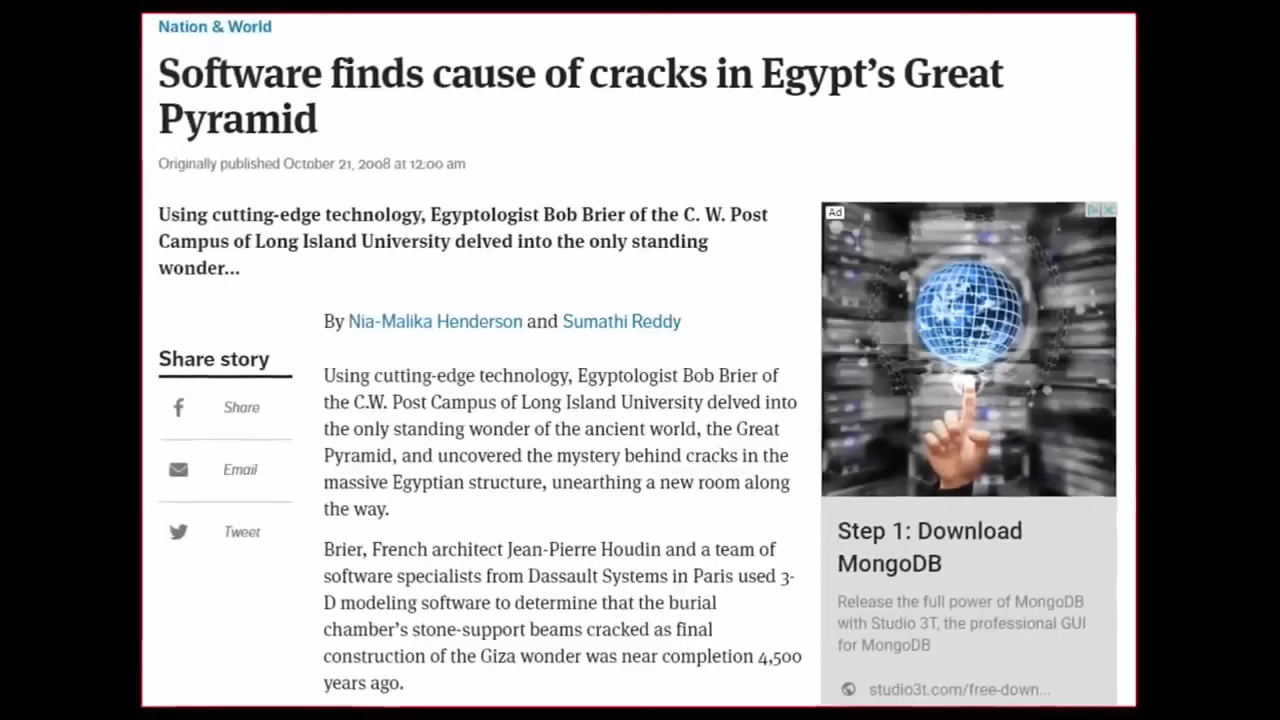 Nation & World
Software finds cause of cracks in Egypt's Great
Pyramid
Originally published October 21, 2008 at 12:00 am
Using cutting-edge technology, Egyptologist Bob Brier of the C. W. Post
Campus of Long Island University delved into the only standing
wonder...
By Nia-Malika Henderson and Sumathi Reddy
Share story
Share
Email
Tweet
Using cutting-edge technology, Egyptologist Bob Brier of
the C.W. Post Campus of Long Island University delved into
the only standing wonder of the ancient world, the Great
Pyramid, and uncovered the mystery behind cracks in the
massive Egyptian structure, unearthing a new room along
the way.
Brier, French architect Jean-Pierre Houdin and a team of
software specialists from Dassault Systems in Paris used 3-
D modeling software to determine that the burial
chamber's stone-support beams cracked as final
construction of the Giza wonder was near completion 4,500
years ago.
Ad
Step 1: Download
MongoDB
Release the full power of MongoDB
with Studio 3T, the professional GUI
for MongoDB
studio3t.com/free-down...